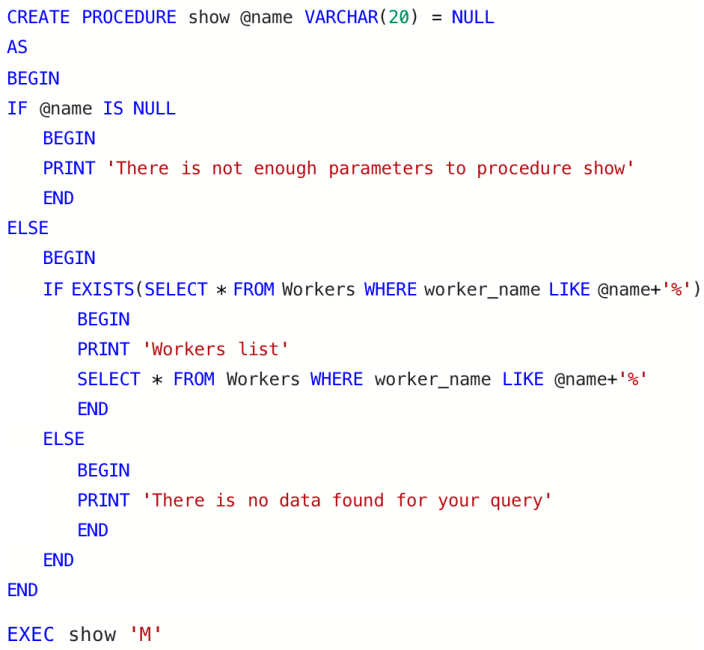 CREATE PROCEDURE show @name VARCHAR(20) = NULL
AS
BEGIN
IF @name IS NULL
BEGIN
PRINT 'There is not enough parameters to procedure show'
END
ELSE
BEGIN
IF EXISTS(SELECT * FROM Workers WHERE worker_name LIKE @name+'%')
BEGIN
PRINT 'Workers list'
SELECT * FROM Workers WHERE worker_name LIKE @name+'%'
END
ELSE
BEGIN
PRINT 'There is no data found for your query'
END
END
END
EXEC show 'M'